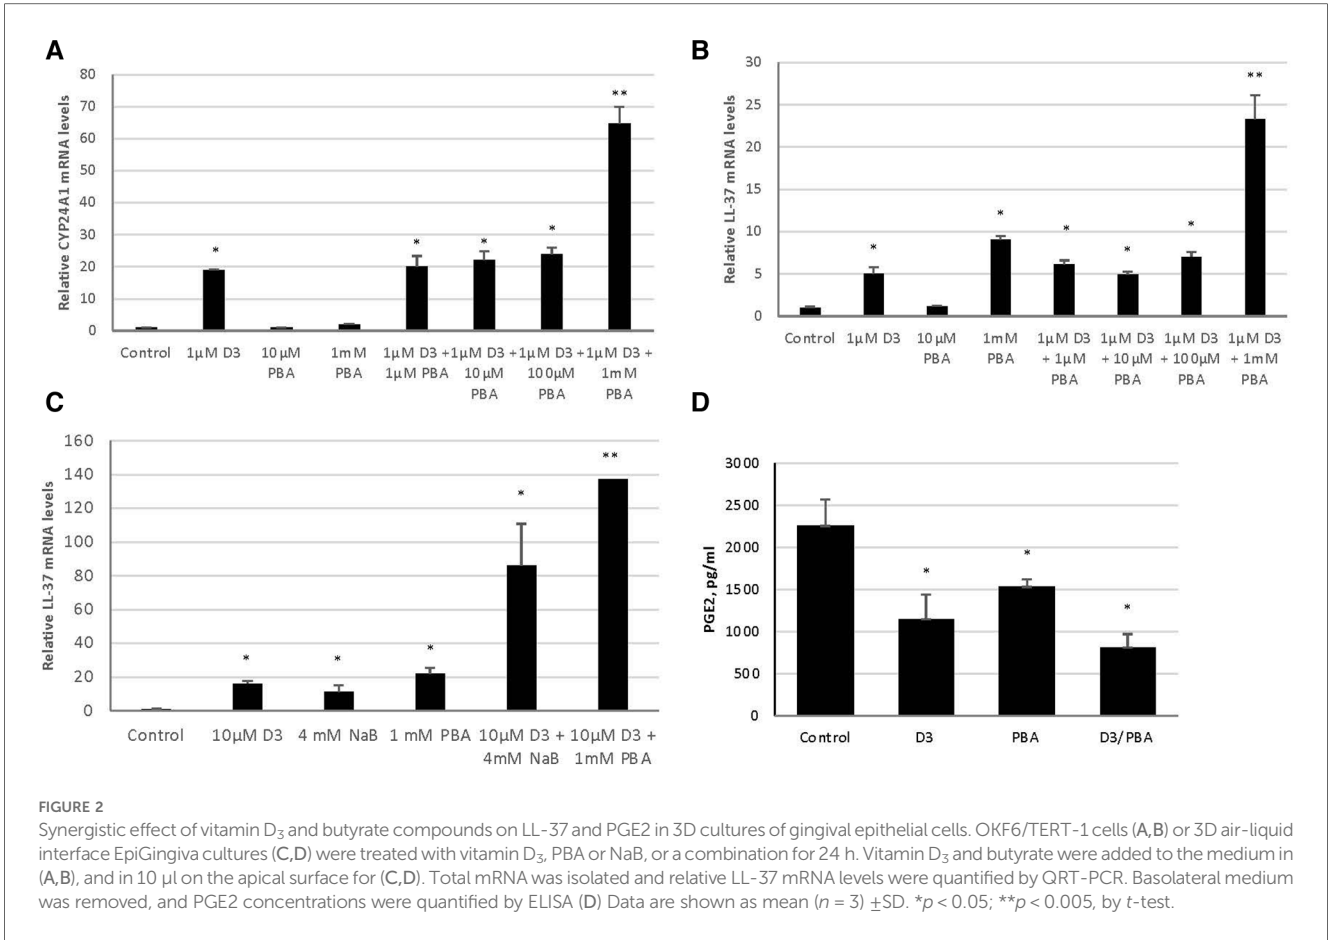 A
Relative CYP24A1 mRNA levels
80
70
60
50
40
30
20
10
0
*
*
*
*
**
Control 1µM D3 10µM 1mM 1µM D3 +1µM D3 +1µM D3 +1µM D3 +
PBA PBA 1µM PBA 10µM 100µM 1mM
PBA PBA PBA
B
Relative LL-37 mRNA levels
30
25
20
15
10
5
0
*
*
*
*
*
**
Control 1µM D3 10µM 1mM 1µM D3 1µM D3 1µM D3 1µM D3
PBA PBA + 1µM + 10µM + 100µM + 1mM
PBA PBA PBA PBA
C
Relative LL-37 mRNA levels
160
140
120
100
80
60
40
20
0
*
*
*
*
**
Control 10µM D3 4 mM NaB 1 mM PBA 10µM D3 + 10µM D3 +
4mM NaB 1mM PBA
D
PGE2, pg/ml
3000
2500
2000
1500
1000
500
0
*
*
*
Control D3 PBA D3/PBA
FIGURE 2
Synergistic effect of vitamin D3 and butyrate compounds on LL-37 and PGE2 in 3D cultures of gingival epithelial cells. OKF6/TERT-1 cells (A,B) or 3D air-liquid
interface EpiGingiva cultures (C,D) were treated with vitamin D3, PBA or NaB, or a combination for 24 h. Vitamin D3 and butyrate were added to the medium in
(A,B), and in 10 µl on the apical surface for (C,D). Total mRNA was isolated and relative LL-37 mRNA levels were quantified by QRT-PCR. Basolateral medium
was removed, and PGE2 concentrations were quantified by ELISA (D) Data are shown as mean (n = 3) ±SD. *p < 0.05; **p < 0.005, by t-test.